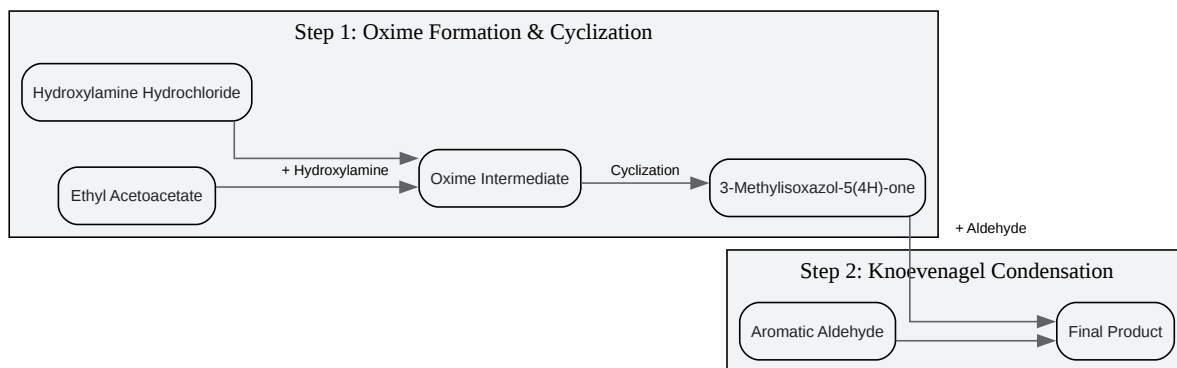 Step 1: Oxime Formation & Cyclization
Hydroxylamine Hydrochloride
+ Hydroxylamine
Oxime Intermediate
Cyclization
3-Methylisoxazol-5(4H)-one
Ethyl Acetoacetate
+ Aldehyde
Step 2: Knoevenagel Condensation
Aromatic Aldehyde
Final Product